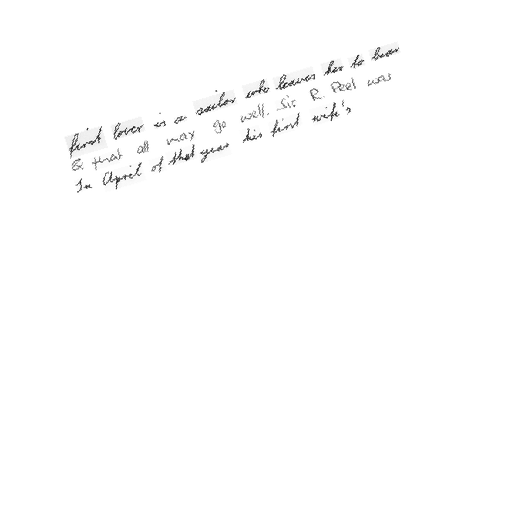 first lover is a sailor who leaves her to bear
& that all may go well. Sir R. Peel was
In April of that year his first wife's